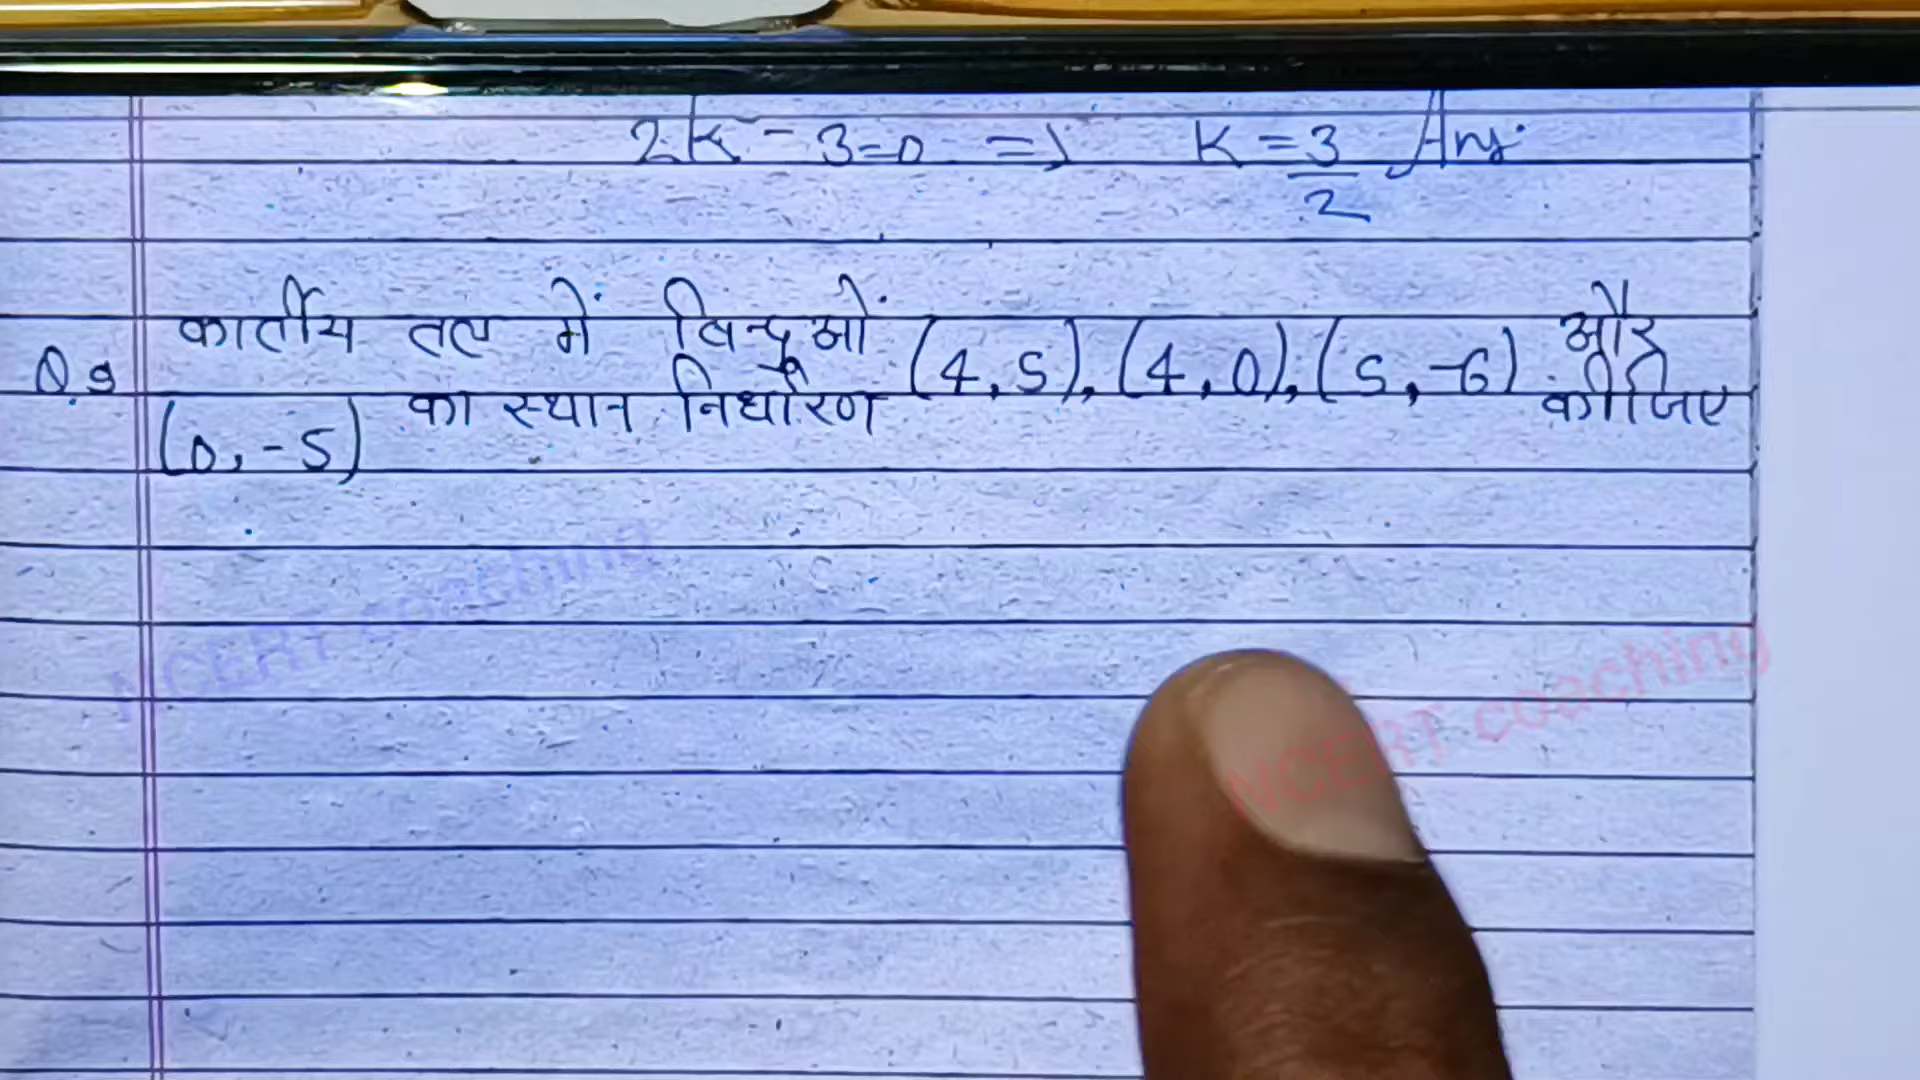 2K - 3=0 => K = 3/2 Ans.
Q.9 कार्तीय तल में बिन्दुओं (4, 5), (4, 0), (5, -6) और
(0, -5) का स्थान निर्धारण कीजिए
NCERT coaching
NCERT coaching